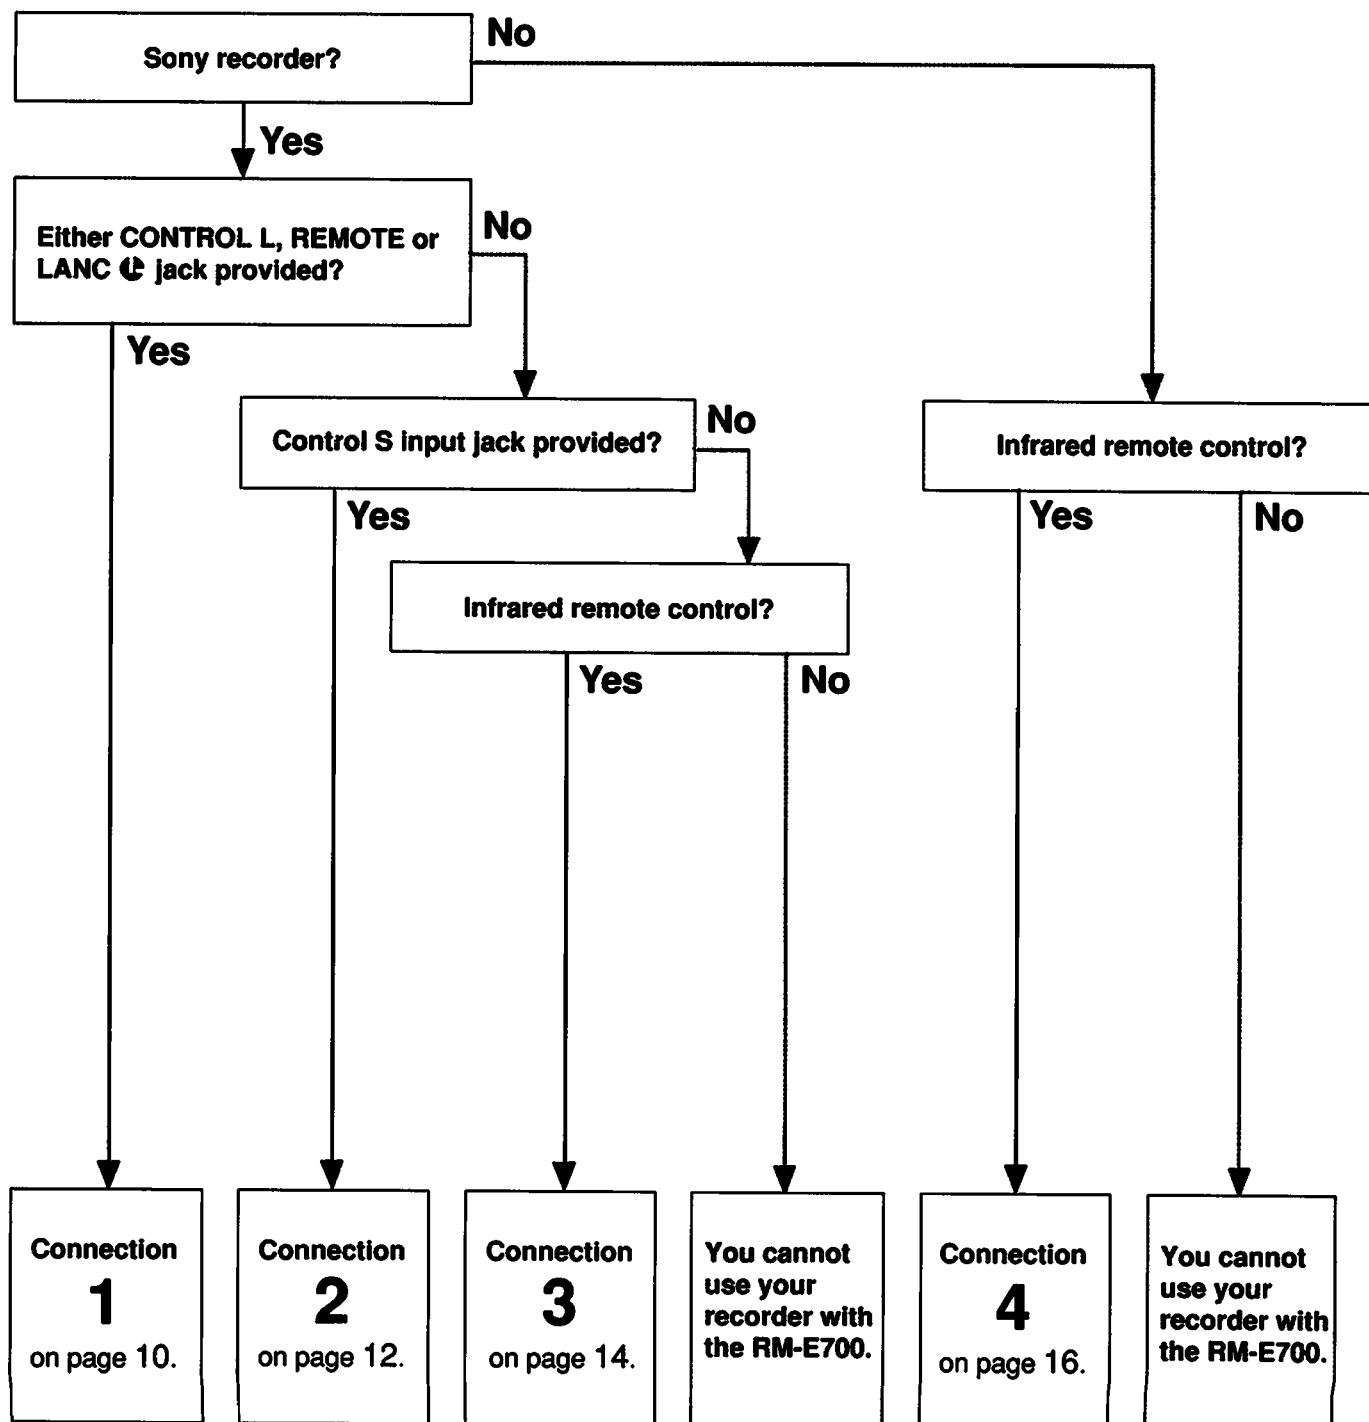 Sony recorder?
No
Yes
Either CONTROL L, REMOTE or
LANC jack provided?
No
Yes
Control S input jack provided?
No
Yes
Infrared remote control?
Yes
No
Infrared remote control?
Yes
No
Connection
1
on page 10.
Connection
2
on page 12.
Connection
3
on page 14.
You cannot
use your
recorder with
the RM-E700.
Connection
4
on page 16.
You cannot
use your
recorder with
the RM-E700.